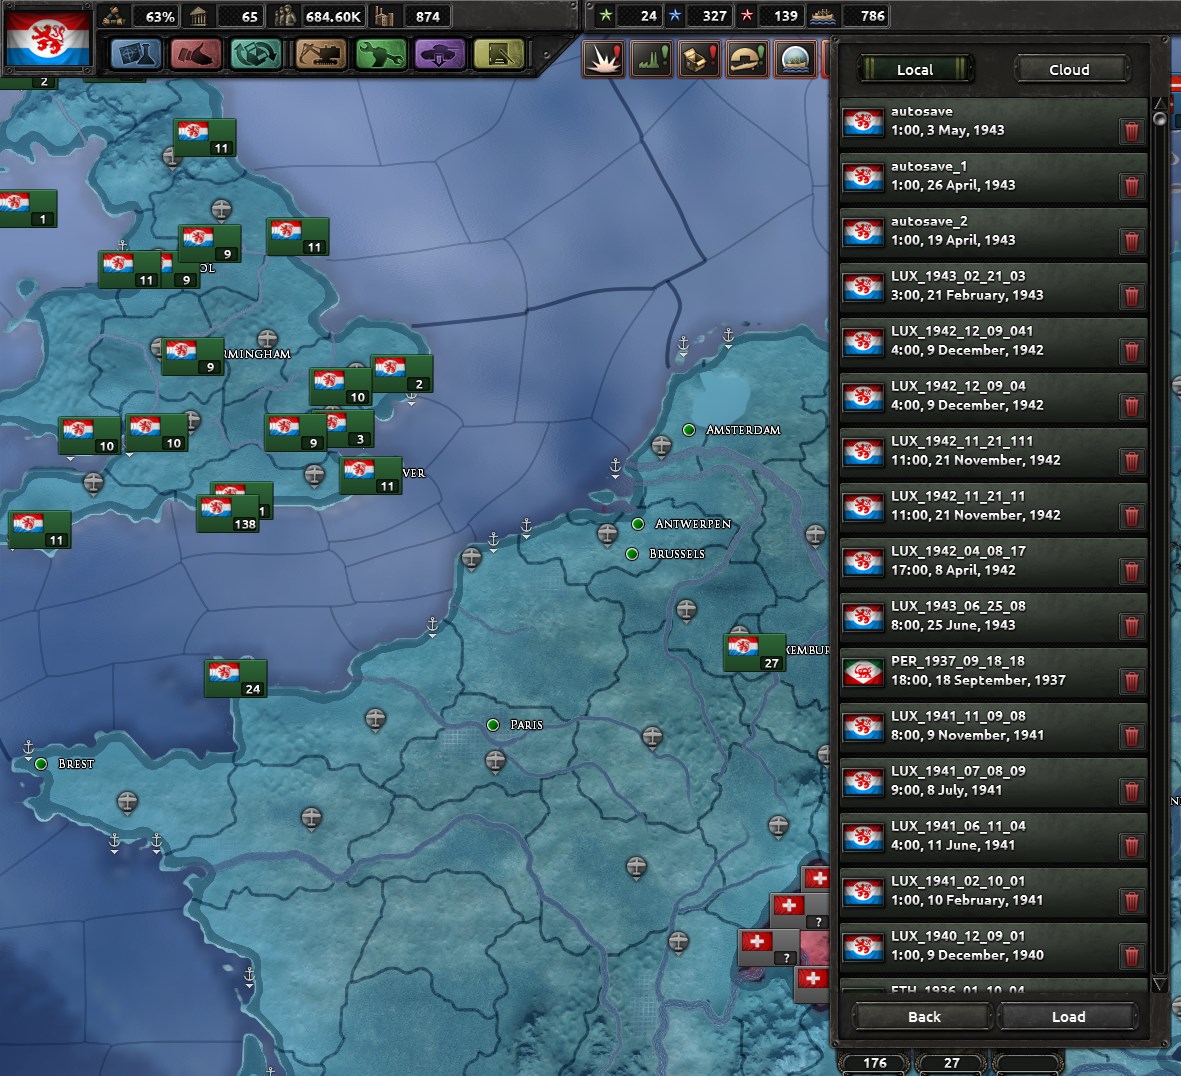 63% 65 684.60K 874 24 327 139 786
Local Cloud
autosave
1:00, 3 May, 1943
autosave_1
1:00, 26 April, 1943
autosave_2
1:00, 19 April, 1943
LUX_1943_02_21_03
3:00, 21 February, 1943
LUX_1942_12_09_041
4:00, 9 December, 1942
LUX_1942_12_09_04
4:00, 9 December, 1942
LUX_1942_11_21_111
11:00, 21 November, 1942
LUX_1942_11_21_11
11:00, 21 November, 1942
LUX_1942_04_08_17
17:00, 8 April, 1942
LUX_1943_06_25_08
8:00, 25 June, 1943
PER_1937_09_18_18
18:00, 18 September, 1937
LUX_1941_11_09_08
8:00, 9 November, 1941
LUX_1941_07_08_09
9:00, 8 July, 1941
LUX_1941_06_11_04
4:00, 11 June, 1941
LUX_1941_02_10_01
1:00, 10 February, 1941
LUX_1940_12_09_01
1:00, 9 December, 1940
ETH_1936_01_10_04
Back Load
176 27
2
11
1
9
11
11
9
OL
9
RMINGHAM
10
2
10
10
9
3
11
VER
1
138
11
AMSTERDAM
ANTWERPEN
BRUSSELS
27
XEMBUR
24
PARIS
BREST
?
?